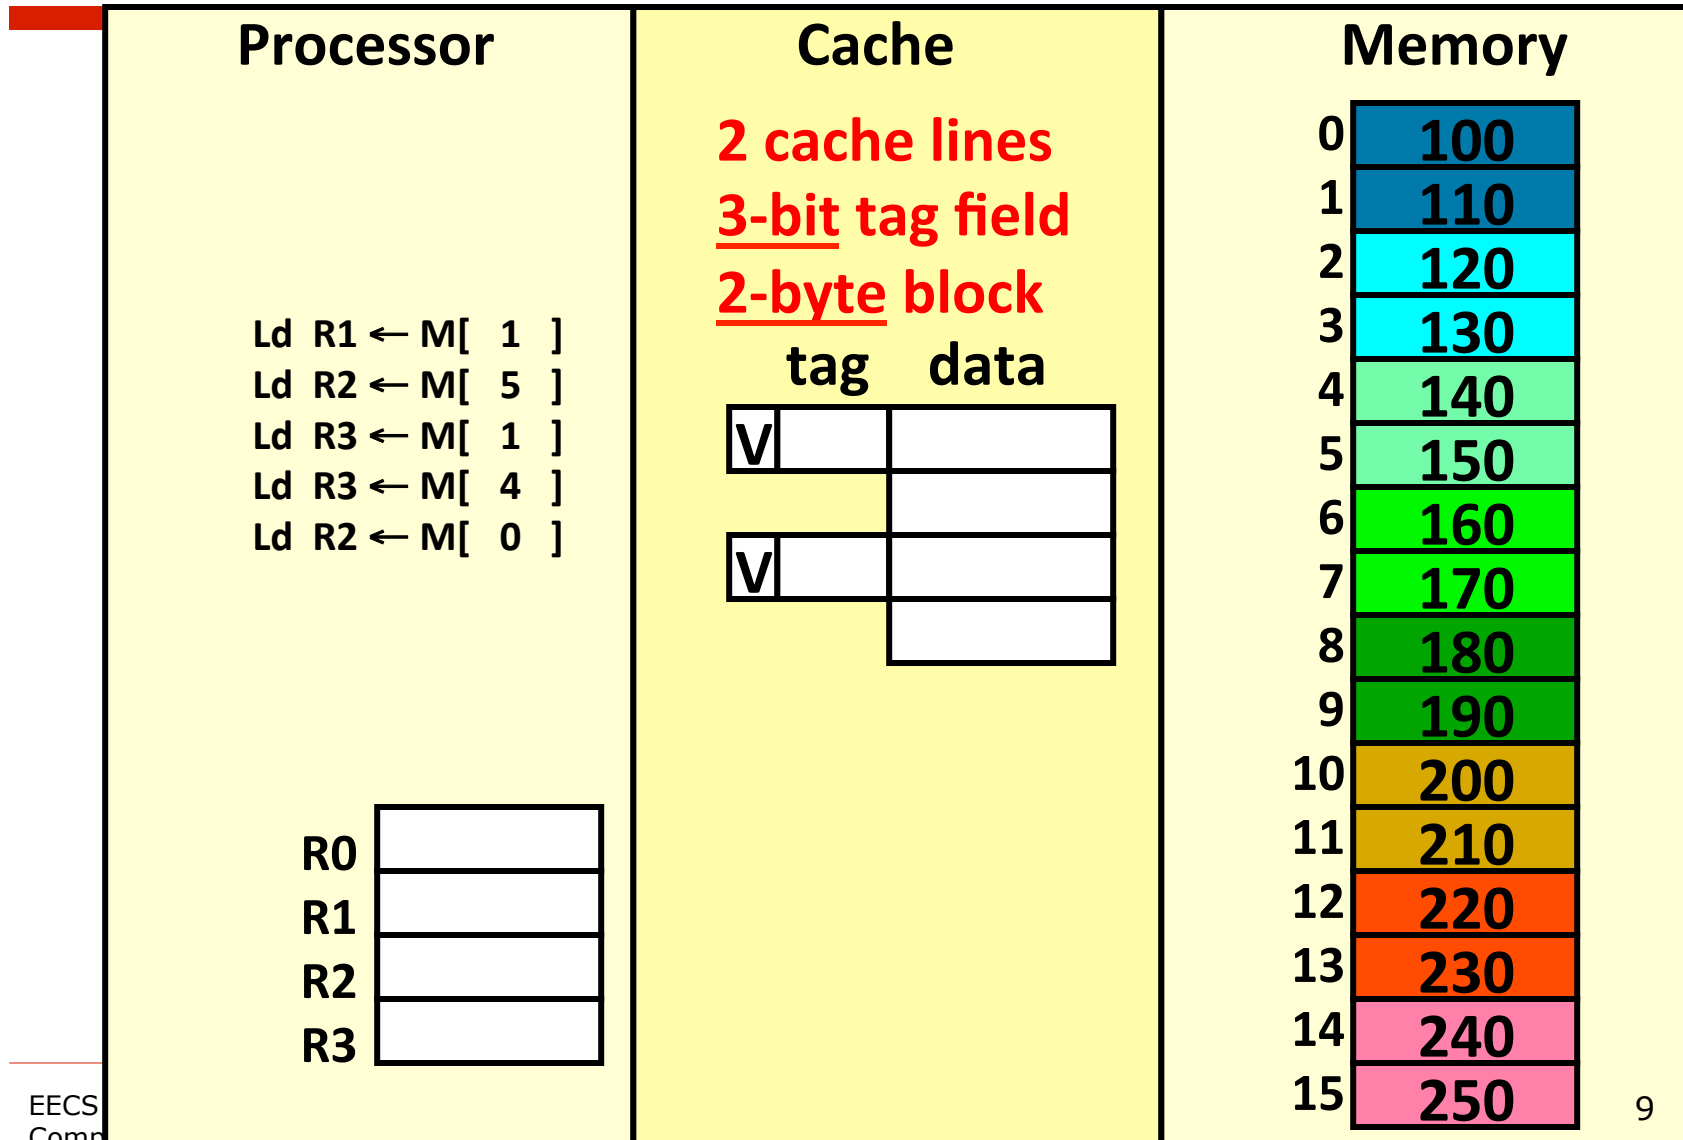 Processor
Ld R1 ← M[ 1 ]
Ld R2 ← M[ 5 ]
Ld R3 ← M[ 1 ]
Ld R3 ← M[ 4 ]
Ld R2 ← M[ 0 ]
R0
R1
R2
R3
Cache
2 cache lines
3-bit tag field
2-byte block
tag data
V
V
Memory
0 100
1 110
2 120
3 130
4 140
5 150
6 160
7 170
8 180
9 190
10 200
11 210
12 220
13 230
14 240
15 250
EECS
9